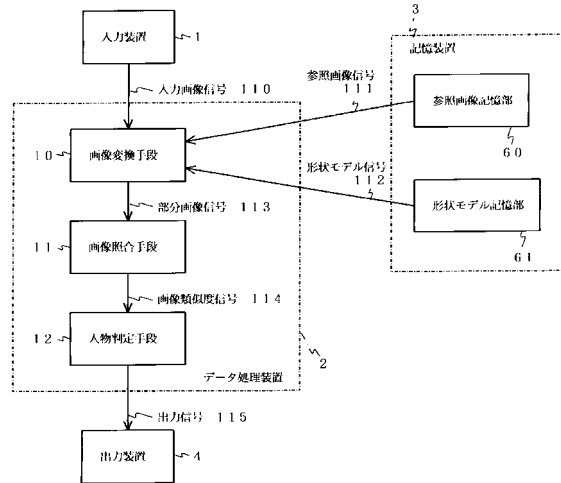 3
入力装置
1
記憶装置
入力画像信号 110
参照画像信号
111
参照画像記憶部
60
10
画像変換手段
形状モデル信号
112
部分画像信号 113
形状モデル記憶部
61
11
画像照合手段
画像類似度信号 114
12
人物判定手段
2
データ処理装置
出力信号 115
出力装置
4